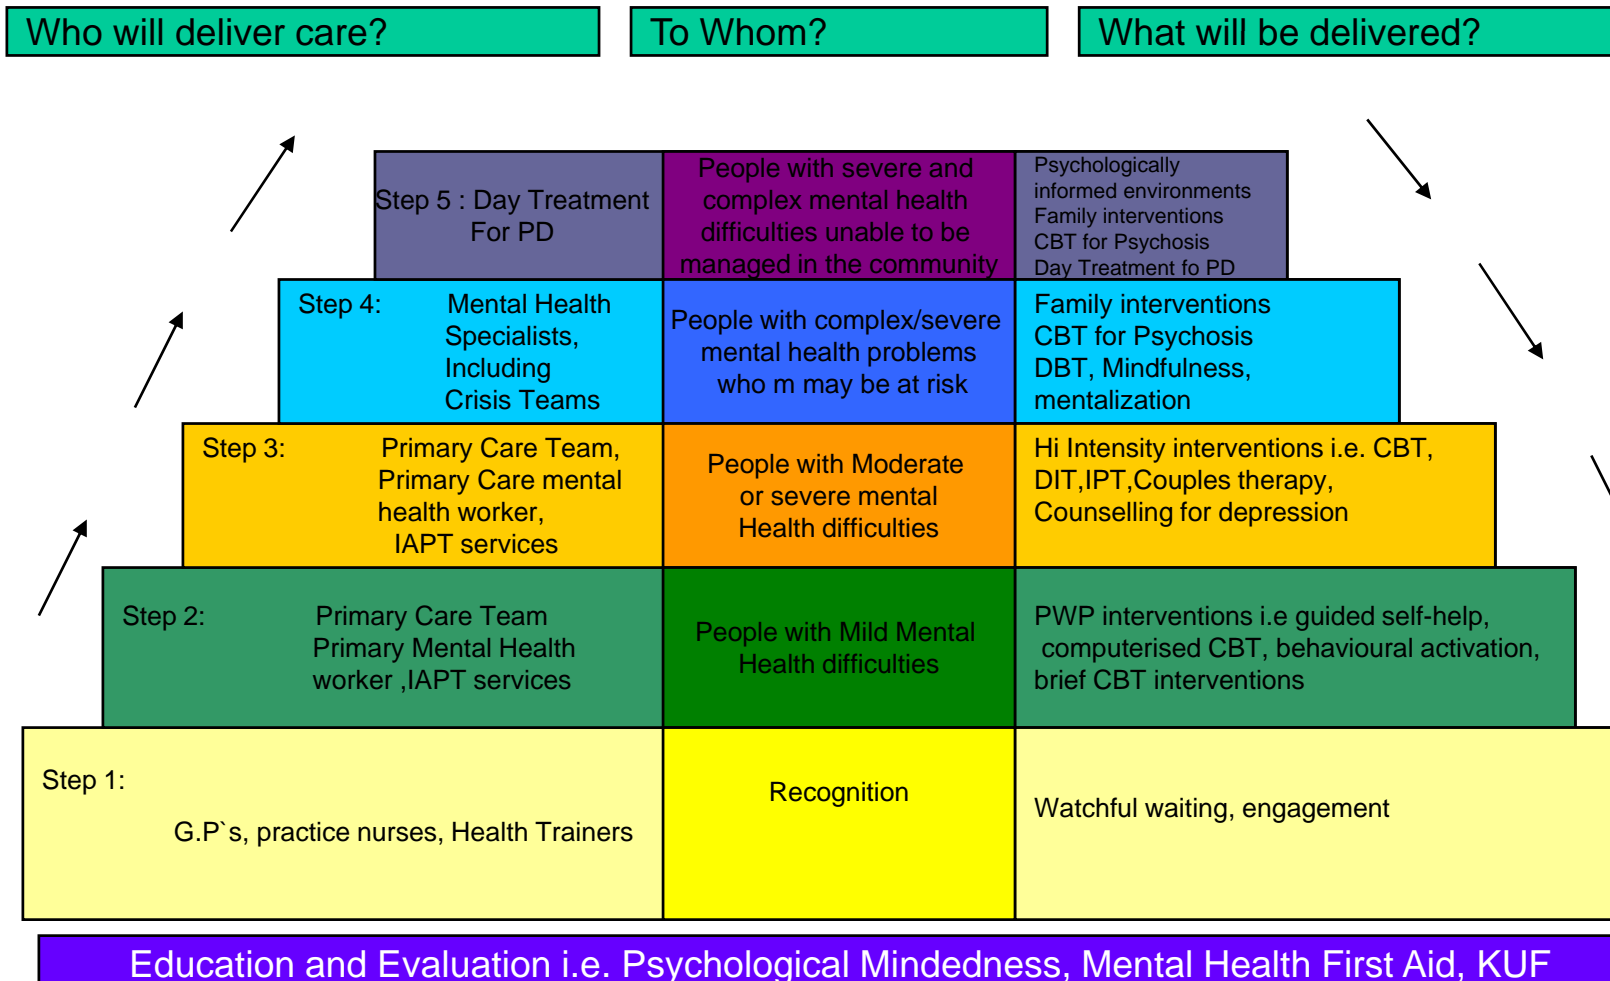 Who will deliver care?
To Whom?
What will be delivered?
Step 5 : Day Treatment
For PD
People with severe and
complex mental health
difficulties unable to be
managed in the community
Psychologically
informed environments
Family interventions
CBT for Psychosis
Day Treatment fo PD
Step 4: Mental Health
Specialists,
Including
Crisis Teams
People with complex/severe
mental health problems
who m may be at risk
Family interventions
CBT for Psychosis
DBT, Mindfulness,
mentalization
Step 3: Primary Care Team,
Primary Care mental
health worker,
IAPT services
People with Moderate
or severe mental
Health difficulties
Hi Intensity interventions i.e. CBT,
DIT,IPT,Couples therapy,
Counselling for depression
Step 2: Primary Care Team
Primary Mental Health
worker ,IAPT services
People with Mild Mental
Health difficulties
PWP interventions i.e guided self-help,
computerised CBT, behavioural activation,
brief CBT interventions
Step 1:
G.P`s, practice nurses, Health Trainers
Recognition
Watchful waiting, engagement
Education and Evaluation i.e. Psychological Mindedness, Mental Health First Aid, KUF